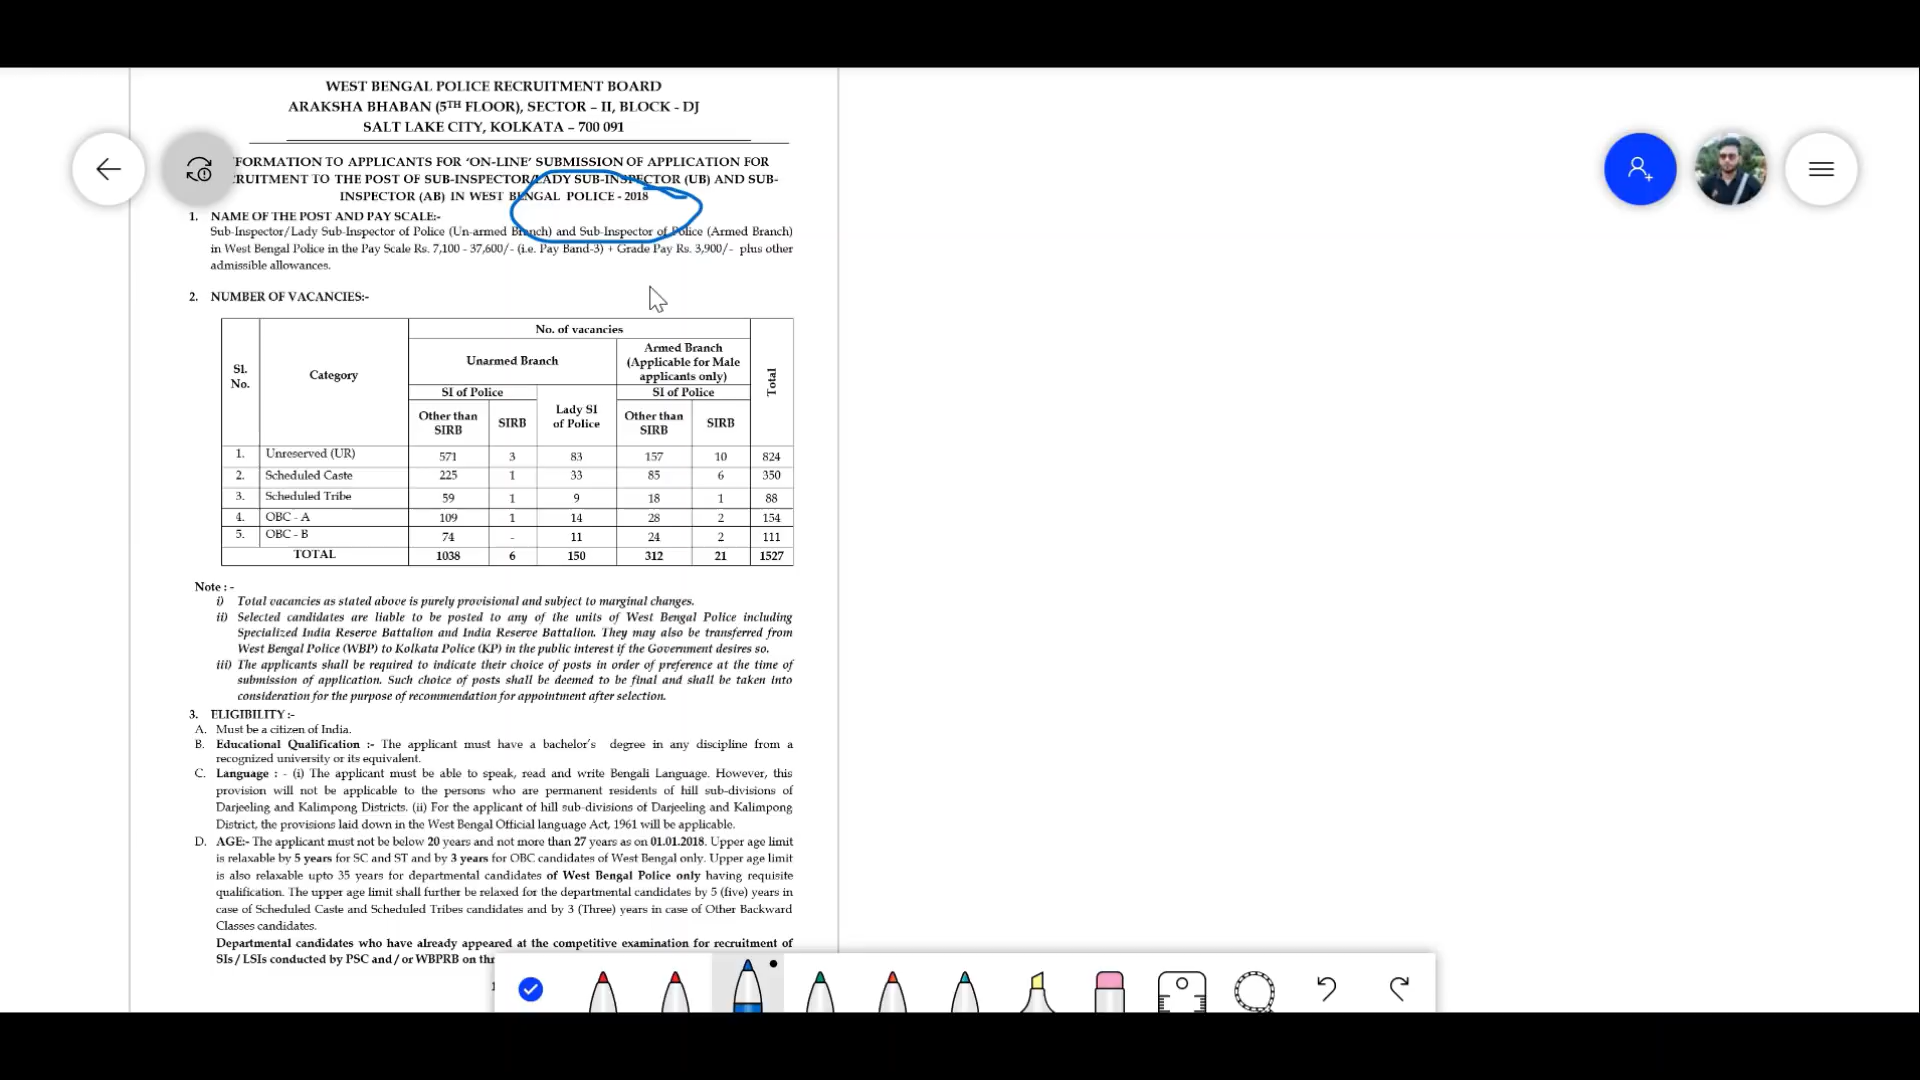 WEST BENGAL POLICE RECRUITMENT BOARD
ARAKSHA BHABAN (5TH FLOOR), SECTOR – II, BLOCK - DJ
SALT LAKE CITY, KOLKATA – 700 091
FORMATION TO APPLICANTS FOR ‘ON-LINE’ SUBMISSION OF APPLICATION FOR
RUITMENT TO THE POST OF SUB-INSPECTOR/LADY SUB-INSPECTOR (UB) AND SUB-
INSPECTOR (AB) IN WEST BENGAL POLICE - 2018
1. NAME OF THE POST AND PAY SCALE:-
Sub-Inspector/Lady Sub-Inspector of Police (Un-armed Branch) and Sub-Inspector of Police (Armed Branch)
in West Bengal Police in the Pay Scale Rs. 7,100 - 37,600/- (i.e. Pay Band-3) + Grade Pay Rs. 3,900/- plus other
admissible allowances.
2. NUMBER OF VACANCIES:-
Sl. No. Category No. of vacancies Total
Unarmed Branch Armed Branch (Applicable for Male applicants only)
SI of Police Lady SI of Police SI of Police
Other than SIRB SIRB Other than SIRB SIRB
1. Unreserved (UR) 571 3 83 157 10 824
2. Scheduled Caste 225 1 33 85 6 350
3. Scheduled Tribe 59 1 9 18 1 88
4. OBC - A 109 1 14 28 2 154
5. OBC - B 74 - 11 24 2 111
TOTAL 1038 6 150 312 21 1527
Note : -
i) Total vacancies as stated above is purely provisional and subject to marginal changes.
ii) Selected candidates are liable to be posted to any of the units of West Bengal Police including
Specialized India Reserve Battalion and India Reserve Battalion. They may also be transferred from
West Bengal Police (WBP) to Kolkata Police (KP) in the public interest if the Government desires so.
iii) The applicants shall be required to indicate their choice of posts in order of preference at the time of
submission of application. Such choice of posts shall be deemed to be final and shall be taken into
consideration for the purpose of recommendation for appointment after selection.
3. ELIGIBILITY :-
A. Must be a citizen of India.
B. Educational Qualification :- The applicant must have a bachelor’s degree in any discipline from a
recognized university or its equivalent.
C. Language : - (i) The applicant must be able to speak, read and write Bengali Language. However, this
provision will not be applicable to the persons who are permanent residents of hill sub-divisions of
Darjeeling and Kalimpong Districts. (ii) For the applicant of hill sub-divisions of Darjeeling and Kalimpong
District, the provisions laid down in the West Bengal Official language Act, 1961 will be applicable.
D. AGE:- The applicant must not be below 20 years and not more than 27 years as on 01.01.2018. Upper age limit
is relaxable by 5 years for SC and ST and by 3 years for OBC candidates of West Bengal only. Upper age limit
is also relaxable upto 35 years for departmental candidates of West Bengal Police only having requisite
qualification. The upper age limit shall further be relaxed for the departmental candidates by 5 (five) years in
case of Scheduled Caste and Scheduled Tribes candidates and by 3 (Three) years in case of Other Backward
Classes candidates.
Departmental candidates who have already appeared at the competitive examination for recruitment of
SIs / LSIs conducted by PSC and / or WBPRB on